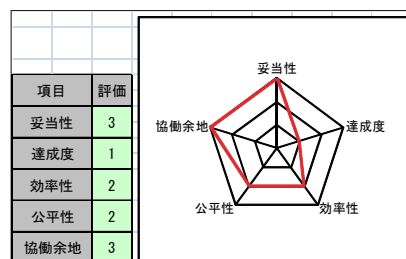 項目 評価
妥当性 3
達成度 1
効率性 2
公平性 2
協働余地 3
妥当性
協働余地 達成度
公平性 効率性